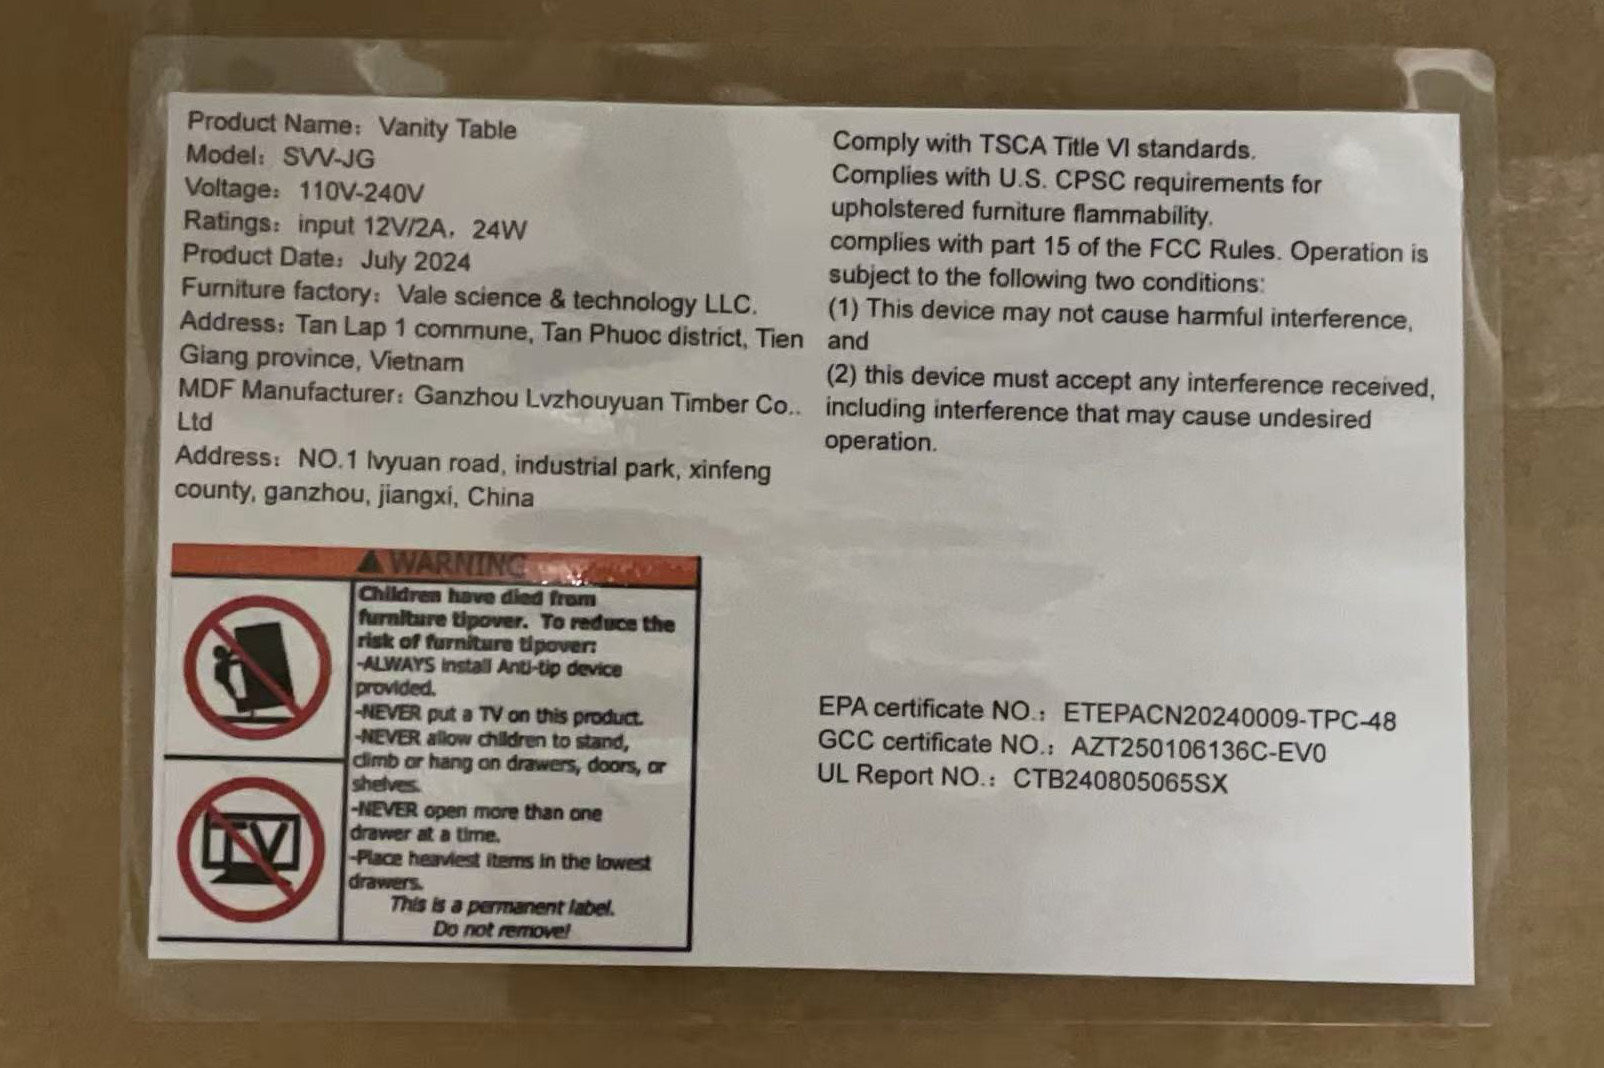 Product Name：Vanity Table
Model：SVV-JG
Voltage：110V-240V
Ratings：input 12V/2A，24W
Product Date：July 2024
Furniture factory：Vale science & technology LLC.
Address：Tan Lap 1 commune, Tan Phuoc district, Tien
Giang province, Vietnam
MDF Manufacturer：Ganzhou Lvzhouyuan Timber Co..
Ltd
Address：NO.1 lvyuan road, industrial park, xinfeng
county, ganzhou, jiangxi, China
WARNING
Children have died from
furniture tipover. To reduce the
risk of furniture tipover:
-ALWAYS install Anti-tip device
provided.
-NEVER put a TV on this product.
-NEVER allow children to stand,
climb or hang on drawers, doors, or
shelves.
-NEVER open more than one
drawer at a time.
-Place heaviest items in the lowest
drawers.
This is a permanent label.
Do not remove!
TV
Comply with TSCA Title VI standards.
Complies with U.S. CPSC requirements for
upholstered furniture flammability.
complies with part 15 of the FCC Rules. Operation is
subject to the following two conditions:
(1) This device may not cause harmful interference,
and
(2) this device must accept any interference received,
including interference that may cause undesired
operation.
EPA certificate NO.：ETEPACN20240009-TPC-48
GCC certificate NO.：AZT250106136C-EV0
UL Report NO.：CTB240805065SX